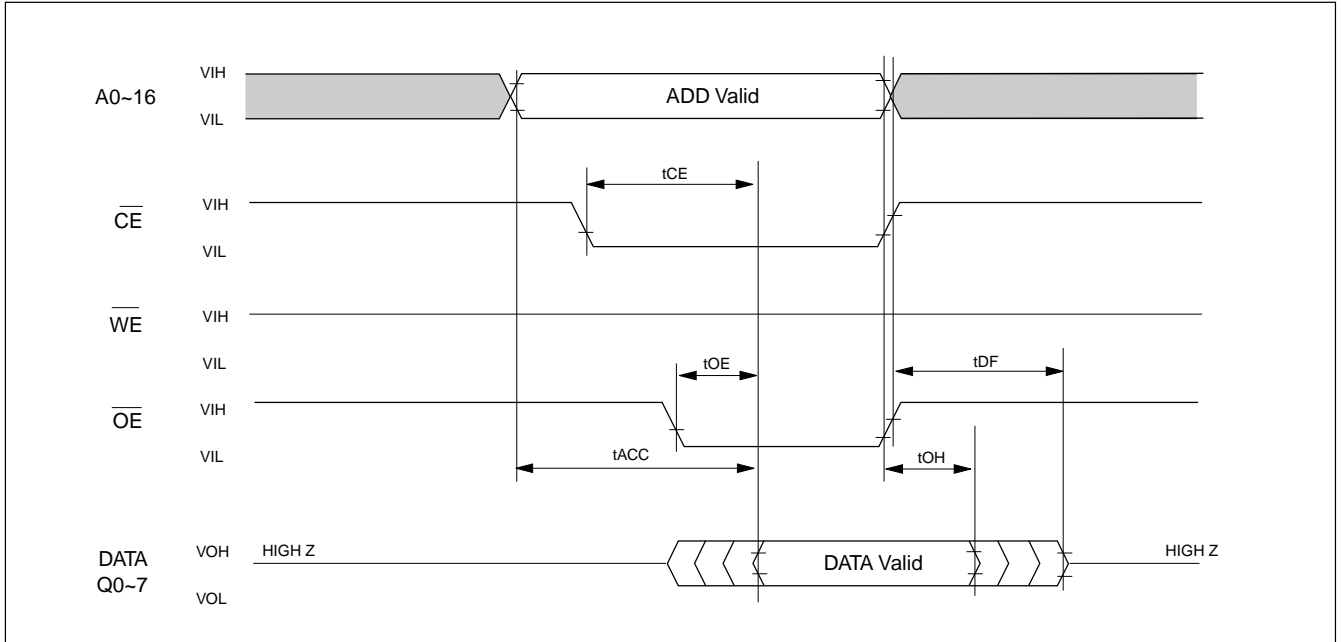 VIH
A0~16
ADD Valid
VIL
tCE
VIH
CE
VIL
WE
VIH
VIL
tOE
tDF
VIH
OE
VIL
tACC
tOH
DATA
Q0~7
VOH
HIGH Z
DATA Valid
HIGH Z
VOL